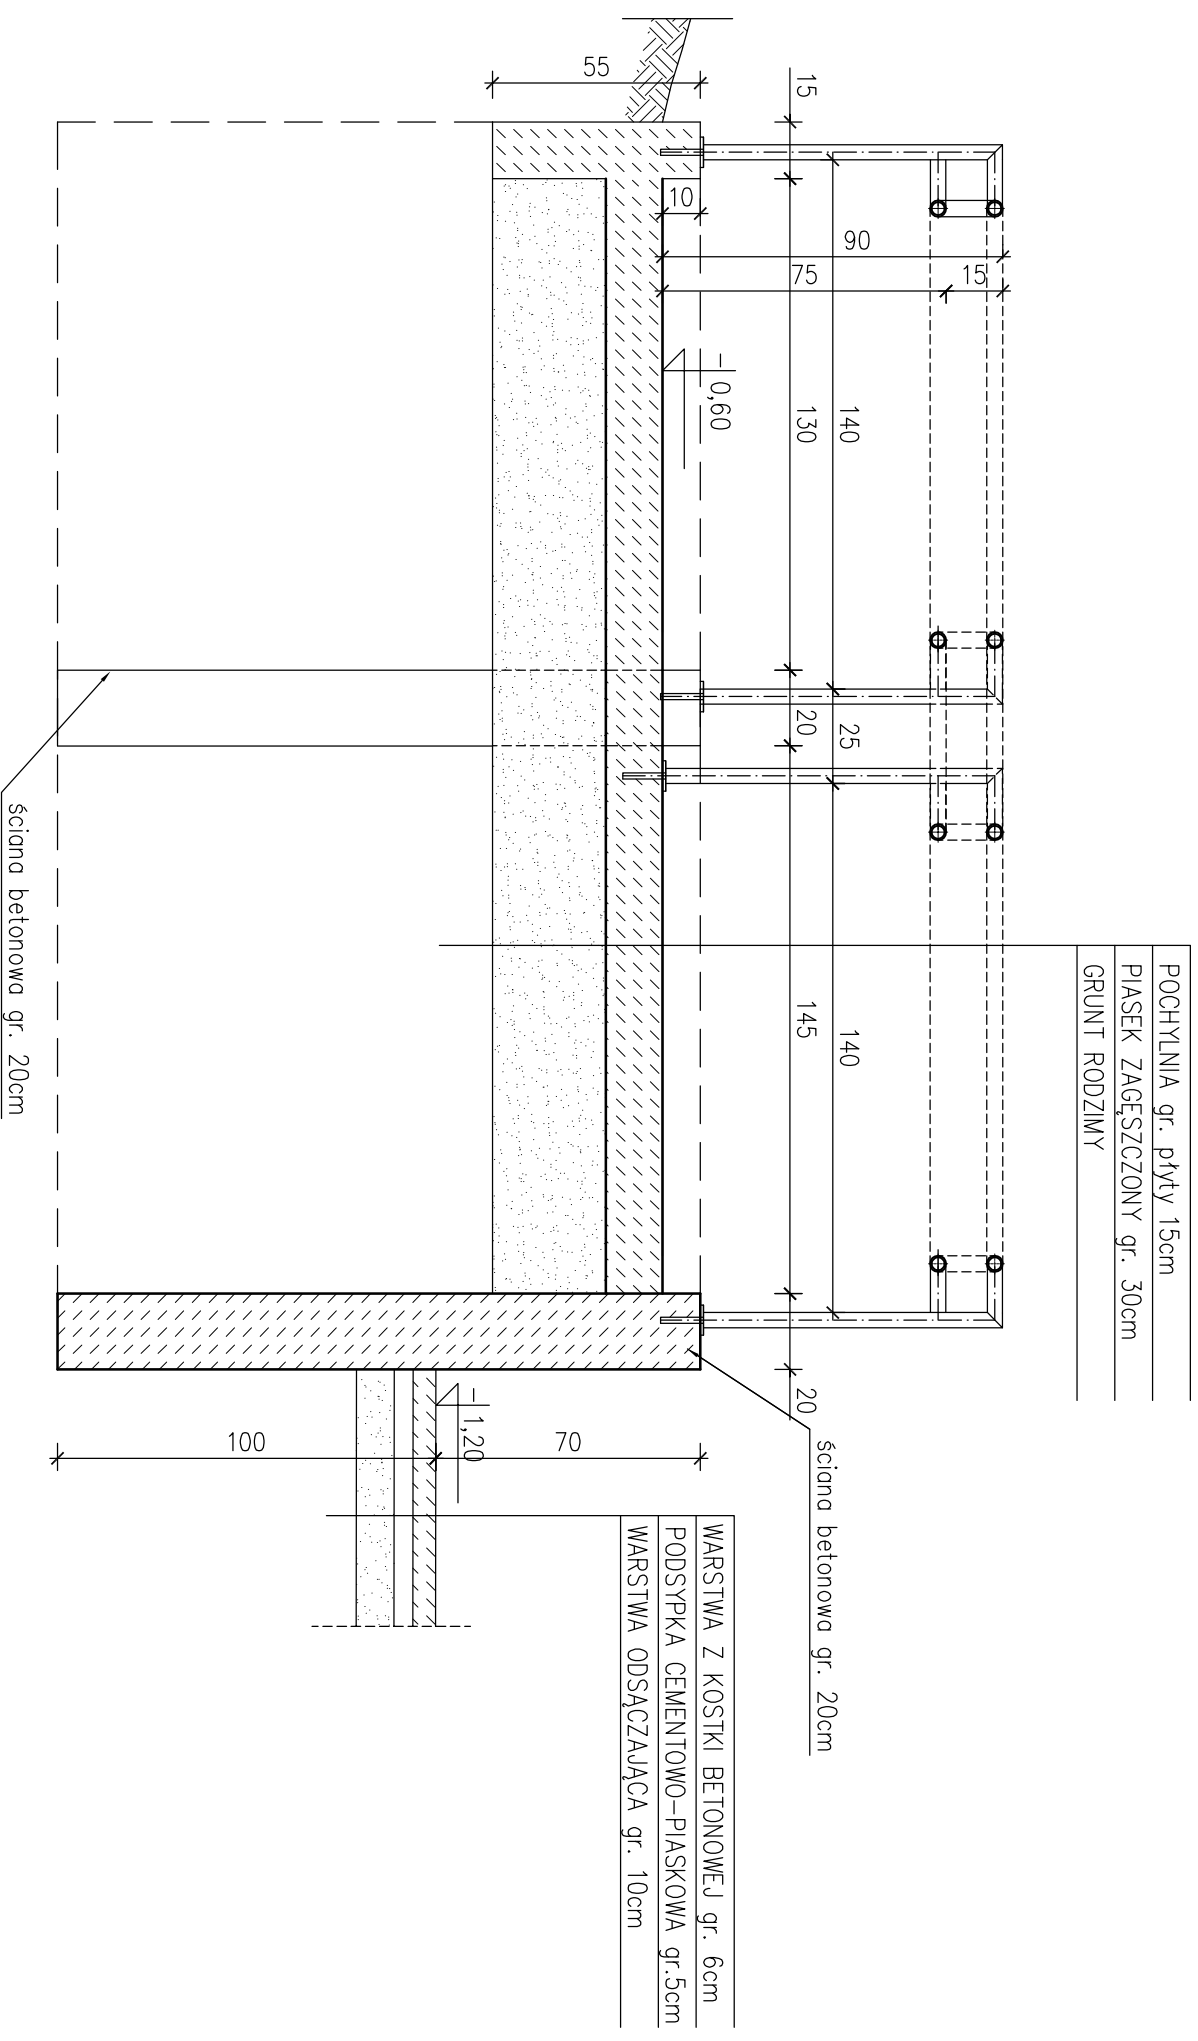 POCHYLNIA gr. płyty 15cm
PIASEK ZAGĘSZCZONY gr. 30cm
GRUNT RODZIMY
15
90
75
10
55
140
25
140
15
130
20
145
20
- 0,60
ściana betonowa gr. 20cm
ściana betonowa gr. 20cm
- 1,20
70
100
WARSTWA Z KOSTKI BETONOWEJ gr. 6cm
PODSYPKA CEMENTOWO-PIASKOWA gr.5cm
WARSTWA ODSĄCZAJĄCA gr. 10cm